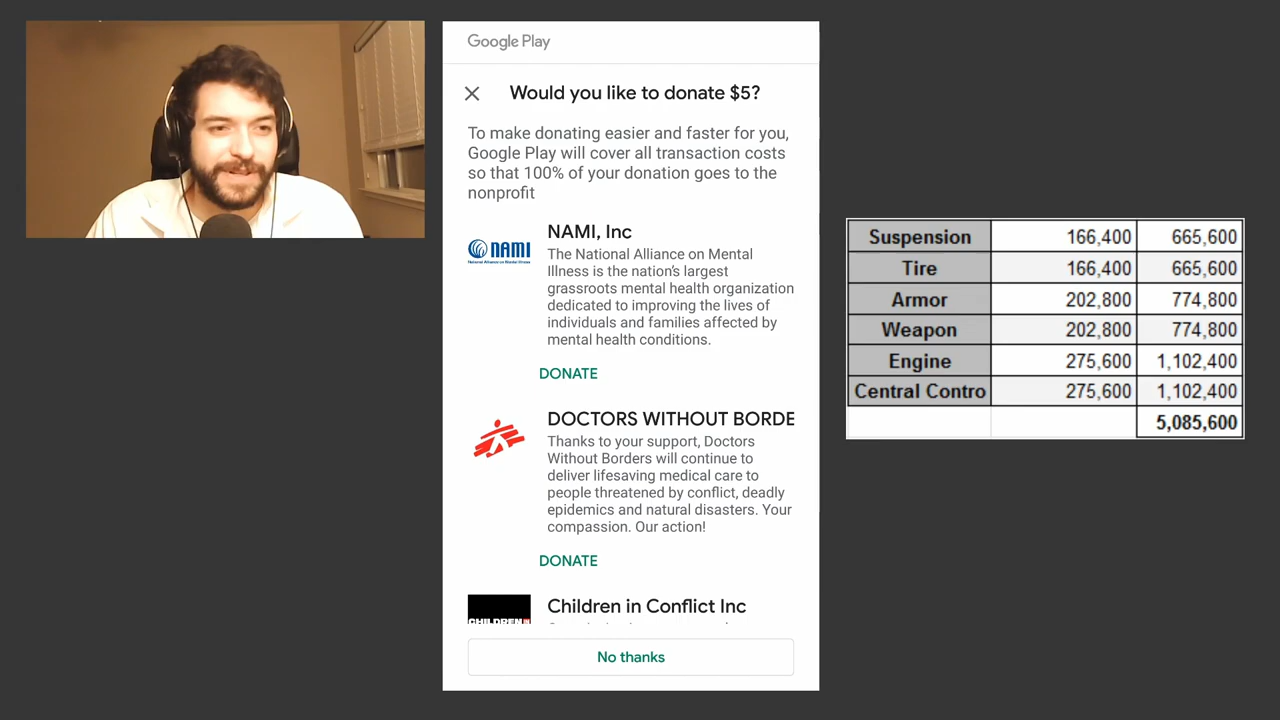 Google Play
Would you like to donate $5?
To make donating easier and faster for you,
Google Play will cover all transaction costs
so that 100% of your donation goes to the
nonprofit
NAMI
National Alliance on Mental Illness
NAMI, Inc
The National Alliance on Mental
Illness is the nation's largest
grassroots mental health organization
dedicated to improving the lives of
individuals and families affected by
mental health conditions.
DONATE
DOCTORS WITHOUT BORDE
Thanks to your support, Doctors
Without Borders will continue to
deliver lifesaving medical care to
people threatened by conflict, deadly
epidemics and natural disasters. Your
compassion. Our action!
DONATE
CHILDREN
Children in Conflict Inc
No thanks
Suspension 166,400 665,600
Tire 166,400 665,600
Armor 202,800 774,800
Weapon 202,800 774,800
Engine 275,600 1,102,400
Central Contro 275,600 1,102,400
5,085,600